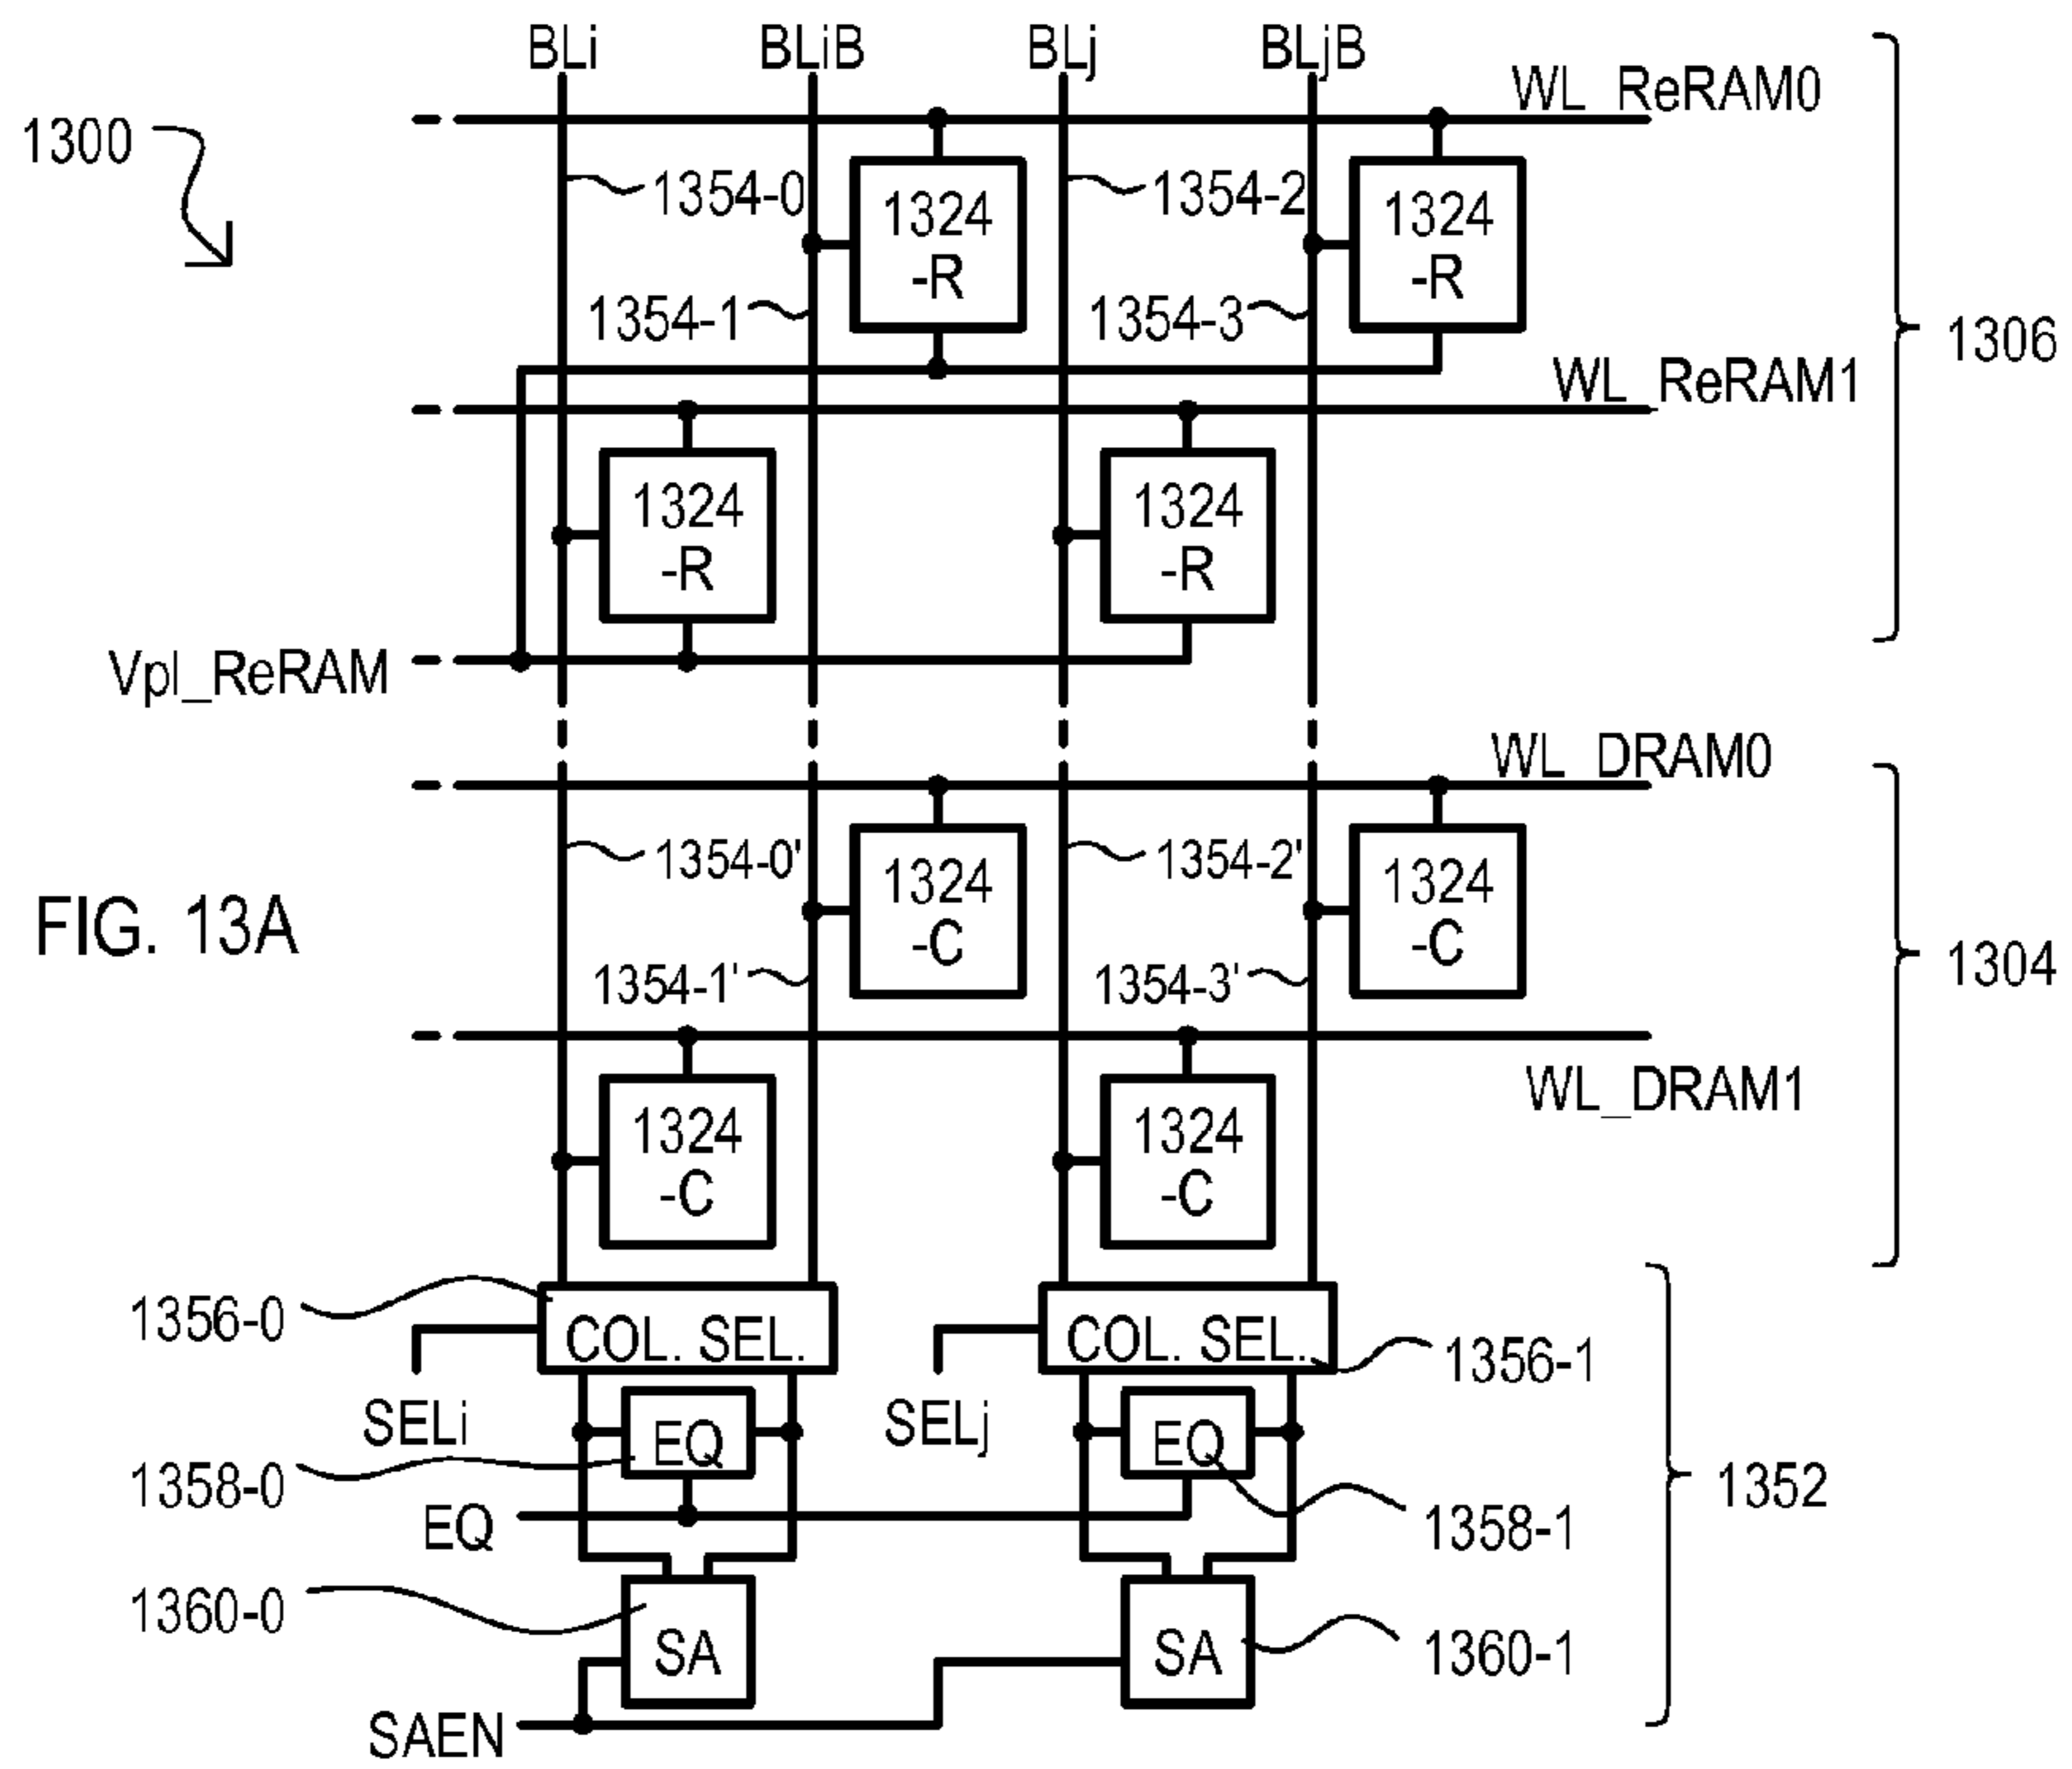 BLi BLiB BLj BLjB
WL_ReRAM0
1300
1354-0
1324
-R
1354-2
1324
-R
1354-1
1354-3
1306
WL_ReRAM1
1324
-R
1324
-R
Vpl_ReRAM
WL_DRAM0
1354-0'
1324
-C
1354-2'
1324
-C
FIG. 13A
1354-1'
1354-3'
1304
WL_DRAM1
1324
-C
1324
-C
1356-0
COL. SEL.
COL. SEL.
1356-1
SELi
SELj
EQ
EQ
1358-0
1352
EQ
1358-1
1360-0
SA
SA
1360-1
SAEN